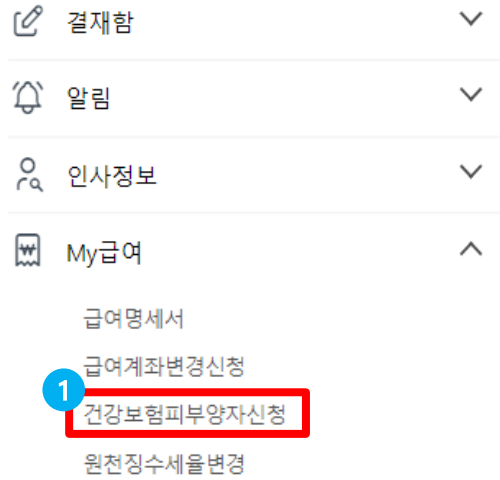 결재함
알림
인사정보
My급여
급여명세서
급여계좌변경신청
1
건강보험피부양자신청
원천징수세율변경